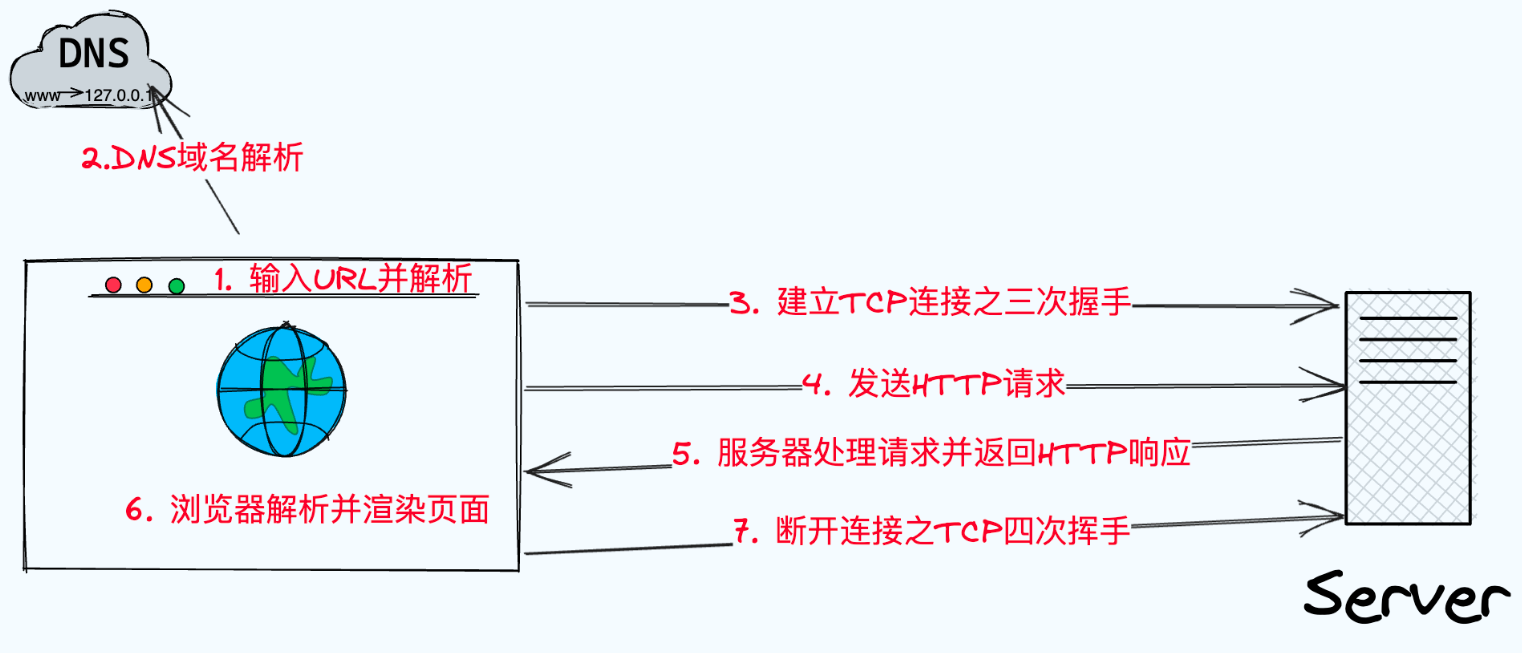 DNS
www→127.0.0.1
2.DNS域名解析
1. 输入URL并解析
3. 建立TCP连接之三次握手
4. 发送HTTP请求
5. 服务器处理请求并返回HTTP响应
6. 浏览器解析并渲染页面
7. 断开连接之TCP四次挥手
Server